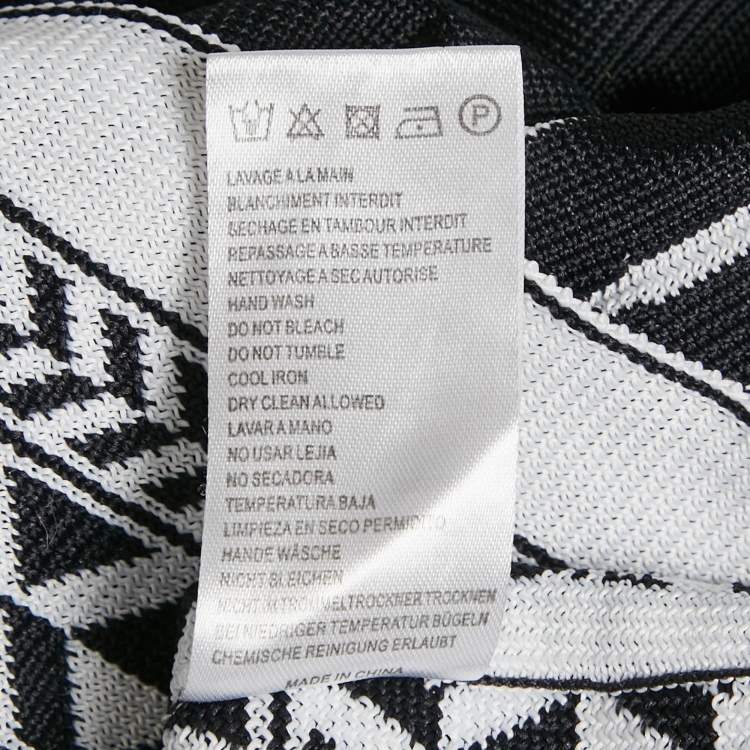 P
LAVAGE A LA MAIN
BLANCHIMENT INTERDIT
SECHAGE EN TAMBOUR INTERDIT
REPASSAGE A BASSE TEMPERATURE
NETTOYAGE A SEC AUTORISE
HAND WASH
DO NOT BLEACH
DO NOT TUMBLE
COOL IRON
DRY CLEAN ALLOWED
LAVAR A MANO
NO USAR LEJIA
NO SECADORA
TEMPERATURA BAJA
LIMPIEZA EN SECO PERMIDITO
HANDE WÄSCHE
NICHT BLEICHEN
NICHT IM TROMMELTROCKNER TROCKNEN
BEI NIEDRIGER TEMPERATUR BÜGELN
CHEMISCHE REINIGUNG ERLAUBT
MADE IN CHINA